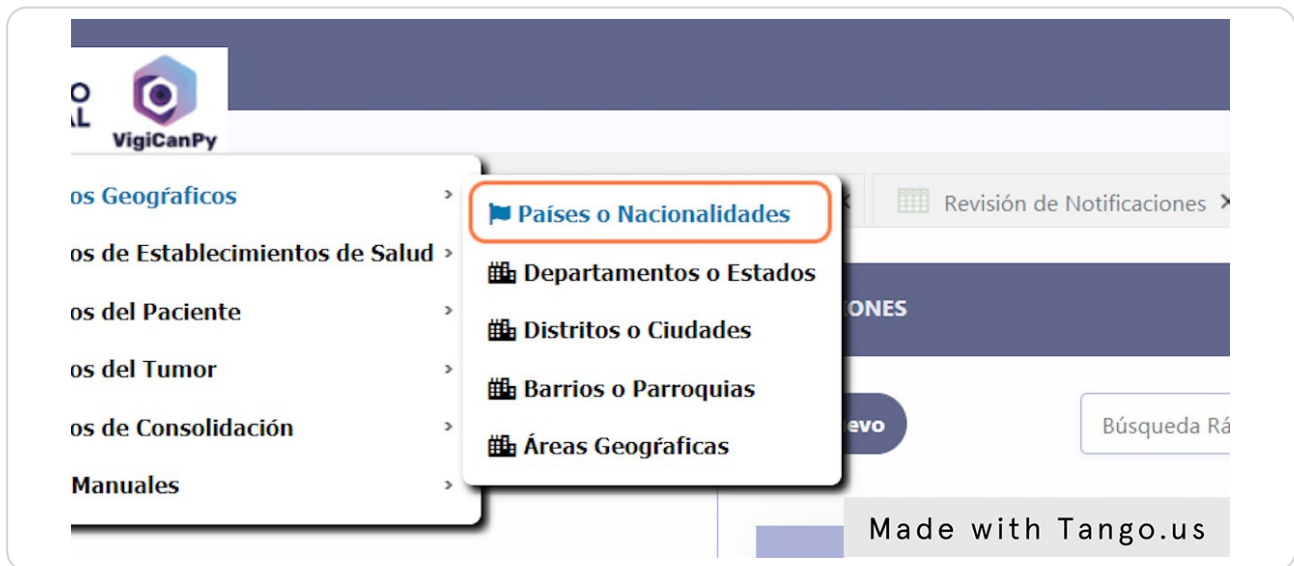 O
AL
VigiCanPy
os Geogŕaficos
Países o Nacionalidades
Revisión de Notificaciones
os de Establecimientos de Salud
Departamentos o Estados
os del Paciente
ONES
Distritos o Ciudades
os del Tumor
Barrios o Parroquias
evo
Búsqueda Rá
os de Consolidación
Áreas Geogŕaficas
Manuales
Made with Tango.us